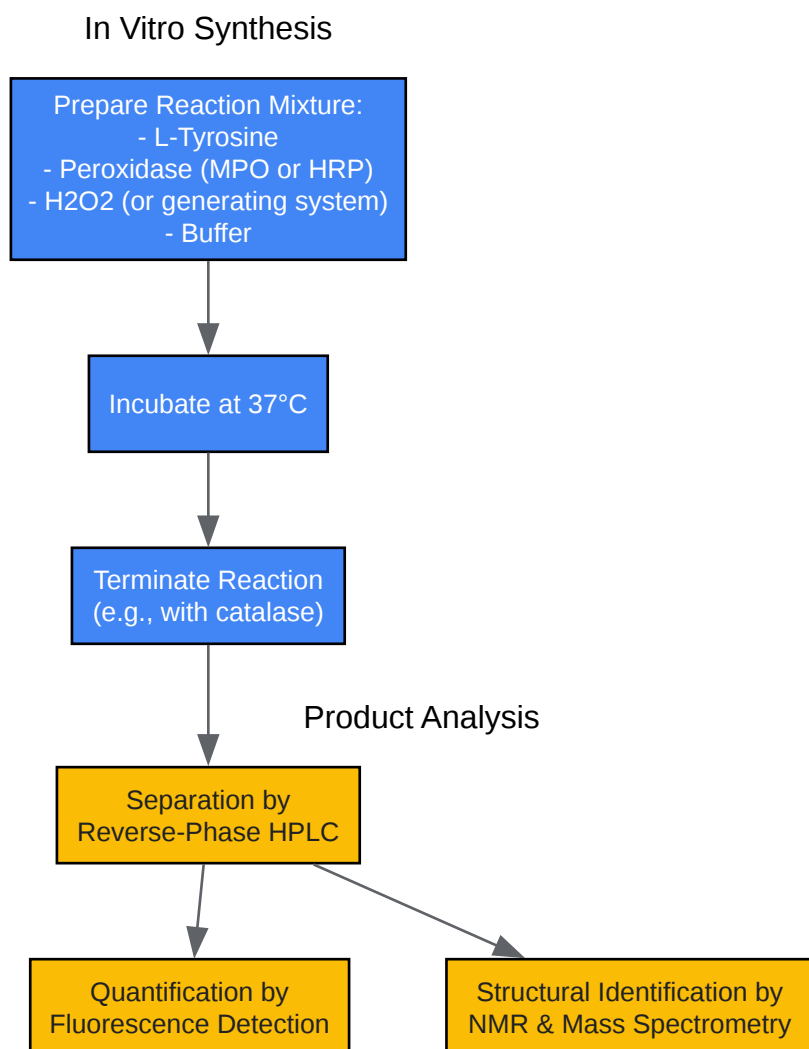 In Vitro Synthesis
Prepare Reaction Mixture:
- L-Tyrosine
- Peroxidase (MPO or HRP)
- H2O2 (or generating system)
- Buffer
Incubate at 37°C
Terminate Reaction
(e.g., with catalase)
Product Analysis
Separation by
Reverse-Phase HPLC
Quantification by
Fluorescence Detection
Structural Identification by
NMR & Mass Spectrometry